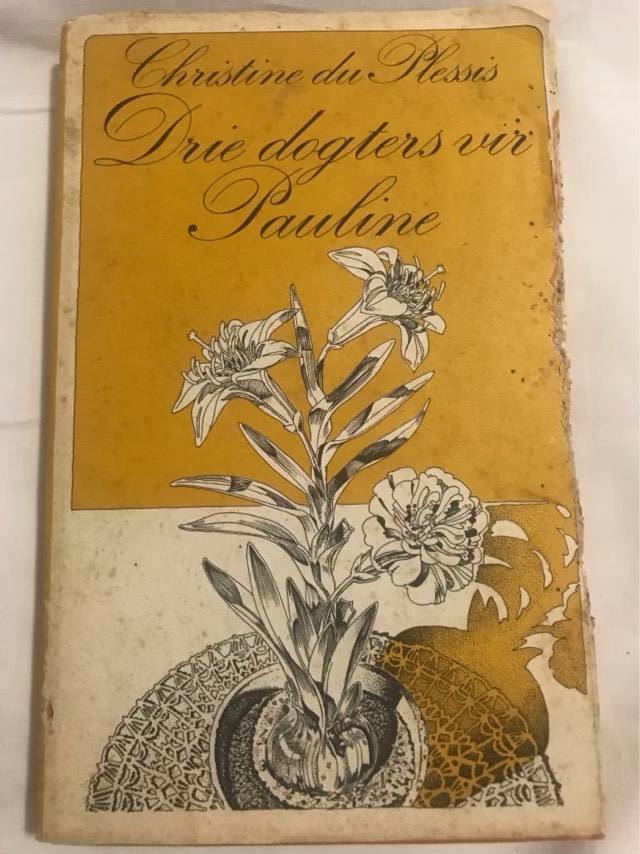 Christine du Plessis
Drie dogters vir
Pauline